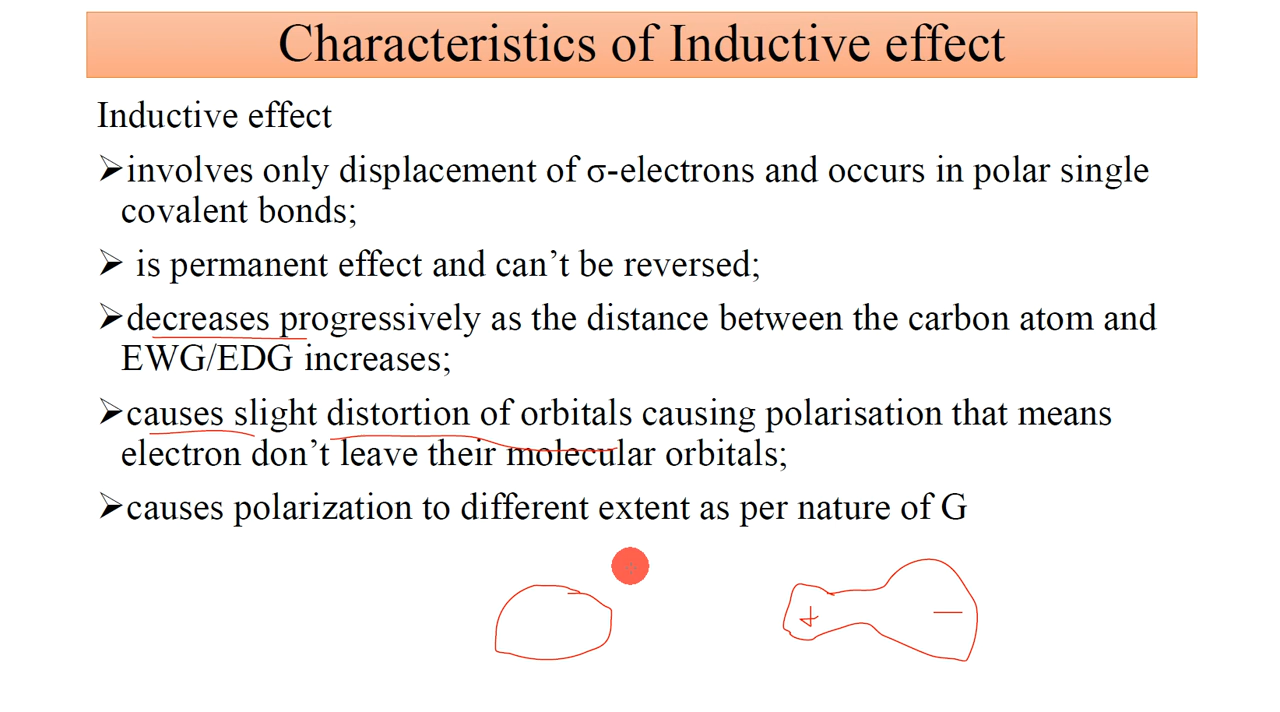 Characteristics of Inductive effect
Inductive effect
➢involves only displacement of σ-electrons and occurs in polar single
covalent bonds;
➢ is permanent effect and can’t be reversed;
➢decreases progressively as the distance between the carbon atom and
EWG/EDG increases;
➢causes slight distortion of orbitals causing polarisation that means
electron don’t leave their molecular orbitals;
➢causes polarization to different extent as per nature of G
+ −